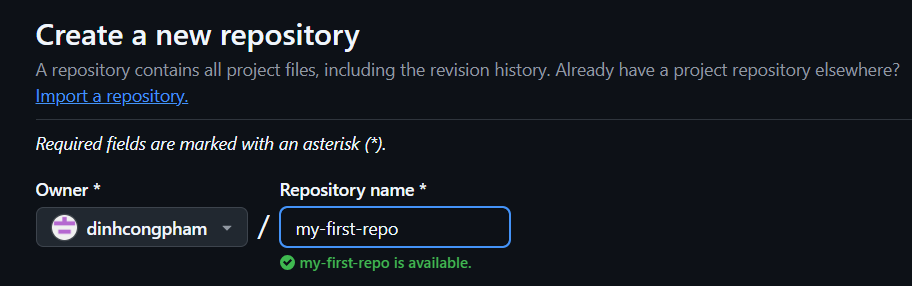 Create a new repository
A repository contains all project files, including the revision history. Already have a project repository elsewhere?
Import a repository.
Required fields are marked with an asterisk (*).
Owner *
Repository name *
dinhcongpham
/
my-first-repo
my-first-repo is available.